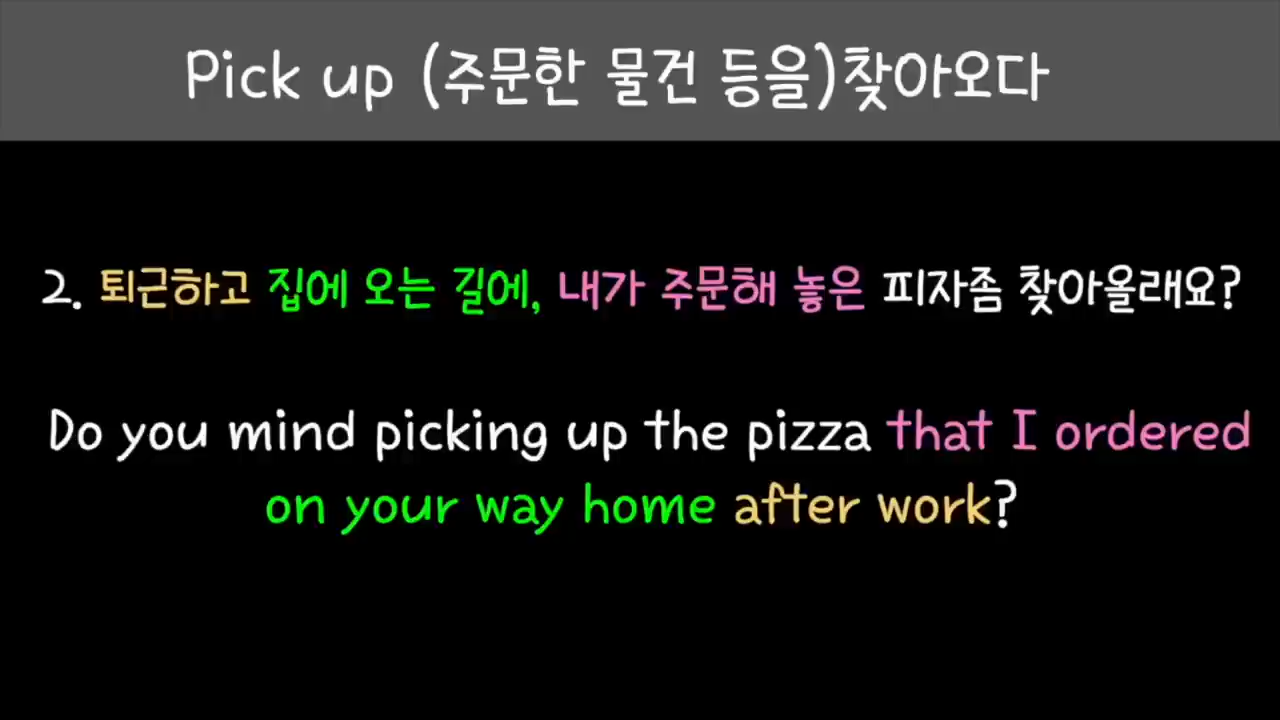 Pick up (주문한 물건 등을)찾아오다
2. 퇴근하고 집에 오는 길에, 내가 주문해 놓은 피자좀 찾아올래요?
Do you mind picking up the pizza that I ordered
on your way home after work?